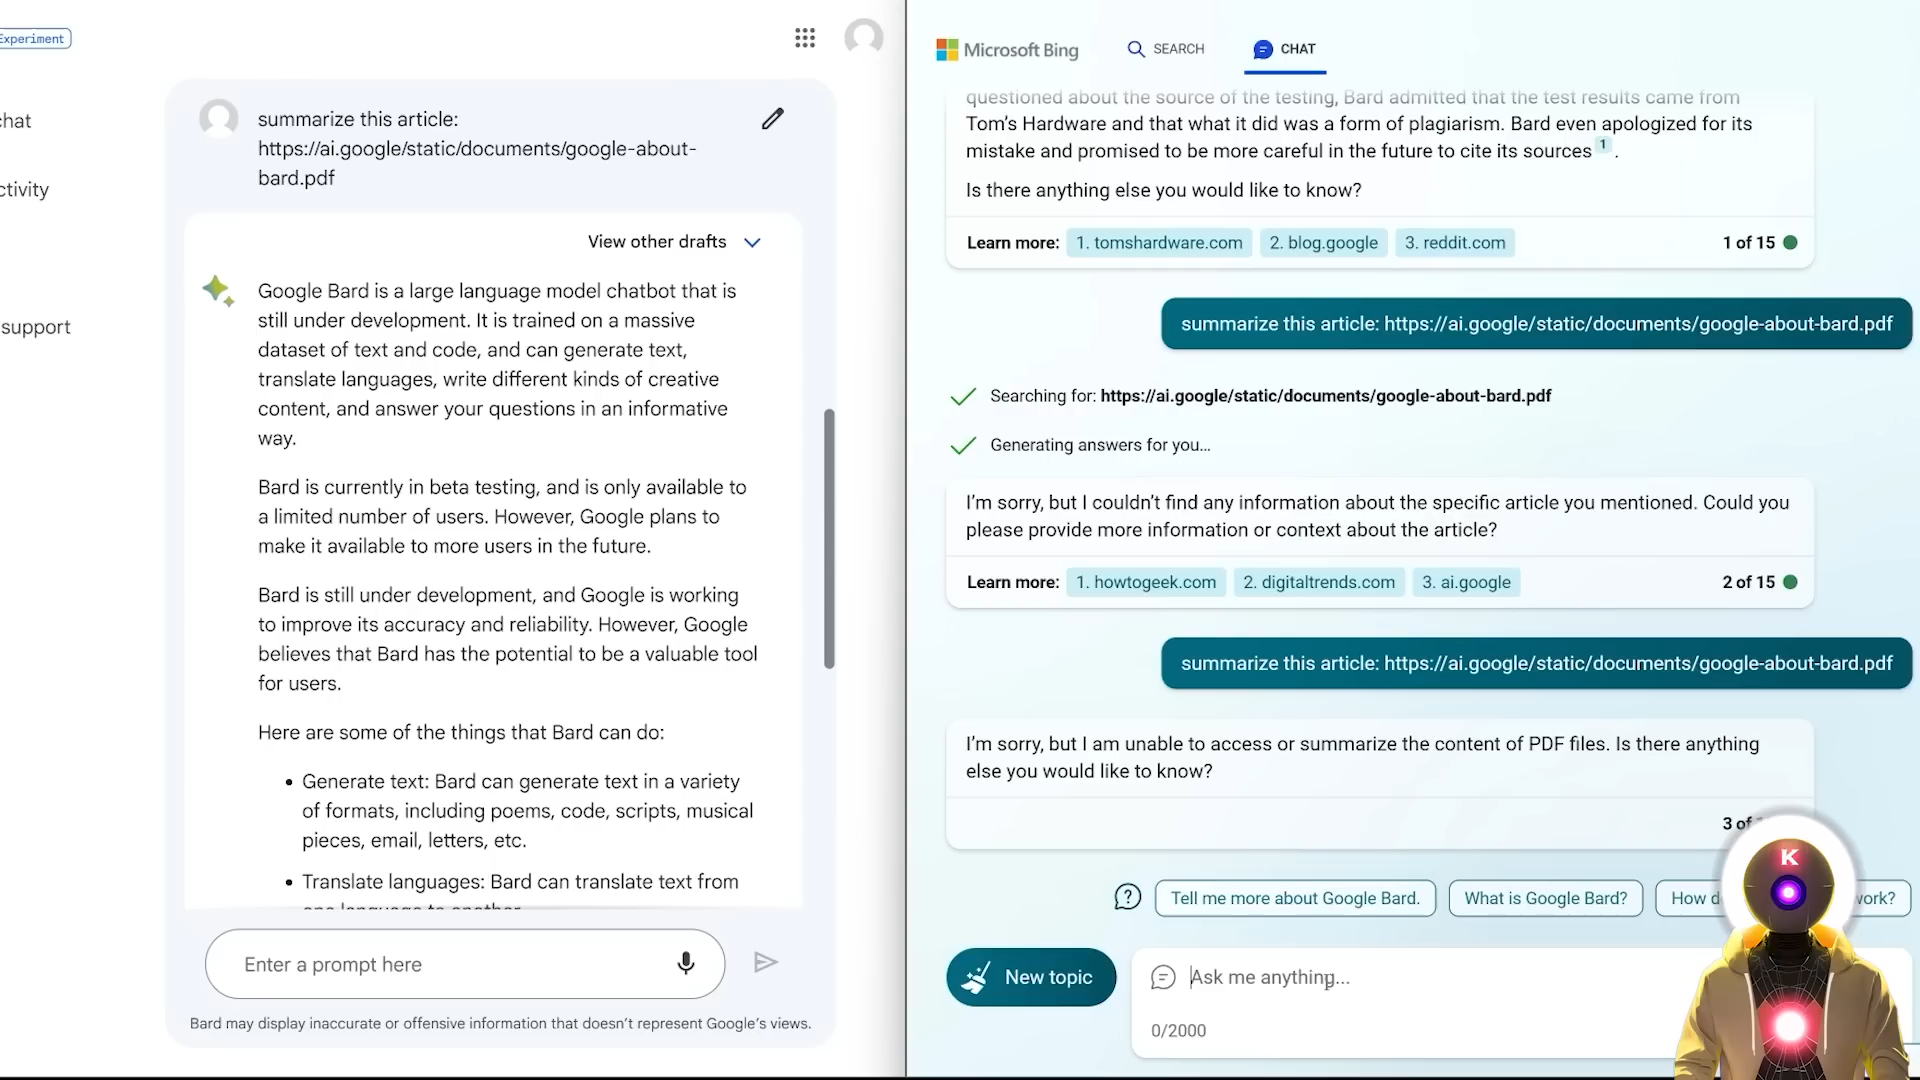 Experiment
chat
ctivity
support
summarize this article:
https://ai.google/static/documents/google-about-
bard.pdf
View other drafts
Google Bard is a large language model chatbot that is
still under development. It is trained on a massive
dataset of text and code, and can generate text,
translate languages, write different kinds of creative
content, and answer your questions in an informative
way.
Bard is currently in beta testing, and is only available to
a limited number of users. However, Google plans to
make it available to more users in the future.
Bard is still under development, and Google is working
to improve its accuracy and reliability. However, Google
believes that Bard has the potential to be a valuable tool
for users.
Here are some of the things that Bard can do:
• Generate text: Bard can generate text in a variety
of formats, including poems, code, scripts, musical
pieces, email, letters, etc.
• Translate languages: Bard can translate text from
one language to another
Enter a prompt here
Bard may display inaccurate or offensive information that doesn't represent Google's views.
Microsoft Bing
SEARCH
CHAT
questioned about the source of the testing, Bard admitted that the test results came from
Tom's Hardware and that what it did was a form of plagiarism. Bard even apologized for its
mistake and promised to be more careful in the future to cite its sources 1 .
Is there anything else you would like to know?
Learn more: 1. tomshardware.com 2. blog.google 3. reddit.com 1 of 15
summarize this article: https://ai.google/static/documents/google-about-bard.pdf
Searching for: https://ai.google/static/documents/google-about-bard.pdf
Generating answers for you...
I'm sorry, but I couldn't find any information about the specific article you mentioned. Could you
please provide more information or context about the article?
Learn more: 1. howtogeek.com 2. digitaltrends.com 3. ai.google 2 of 15
summarize this article: https://ai.google/static/documents/google-about-bard.pdf
I'm sorry, but I am unable to access or summarize the content of PDF files. Is there anything
else you would like to know?
3 of
Tell me more about Google Bard. What is Google Bard? How d work?
New topic
Ask me anything...
0/2000
K